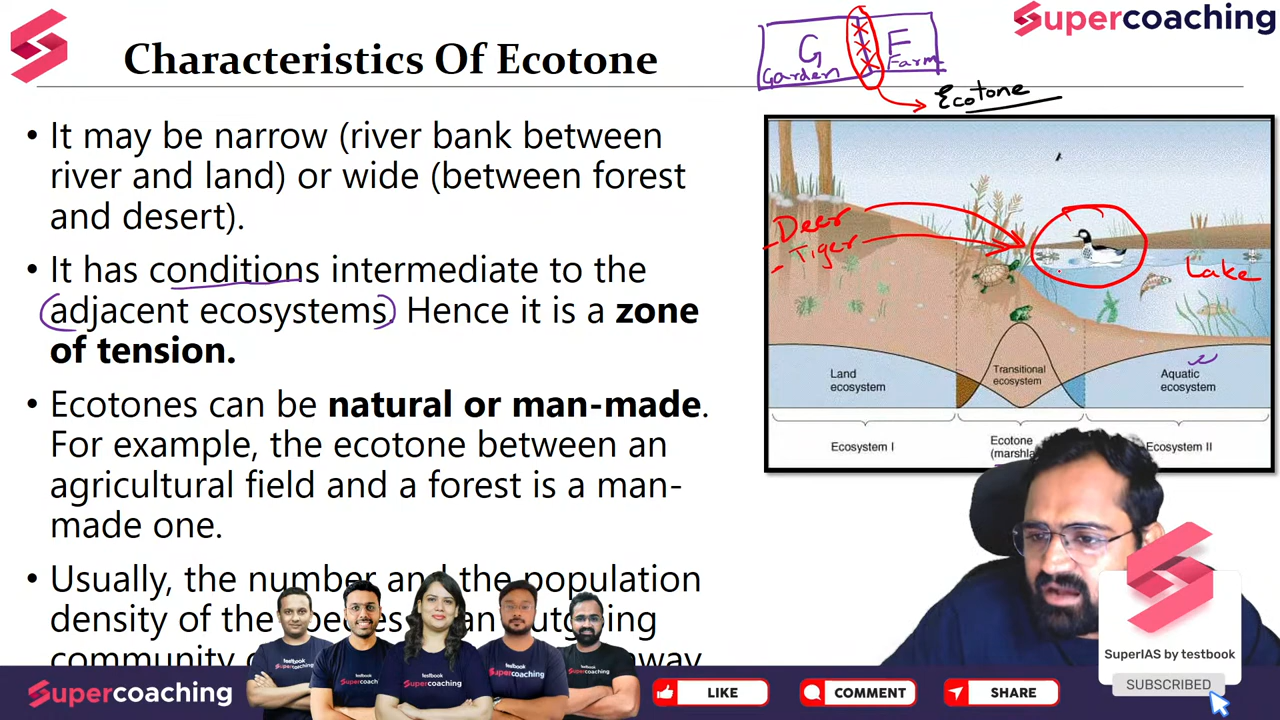 Supercoaching
Characteristics Of Ecotone
G
Garden
F
Farm
Ecotone
• It may be narrow (river bank between
river and land) or wide (between forest
and desert).
• It has conditions intermediate to the
adjacent ecosystems. Hence it is a zone
of tension.
• Ecotones can be natural or man-made.
For example, the ecotone between an
agricultural field and a forest is a man-
made one.
• Usually, the number and the population
density of the species
community
- Deer
- Tiger
Lake
Land
ecosystem
Transitional
ecosystem
Aquatic
ecosystem
Ecosystem I
Ecotone
Ecosystem II
Supercoaching
testbook
LIKE
COMMENT
SHARE
SuperIAS by testbook
SUBSCRIBED